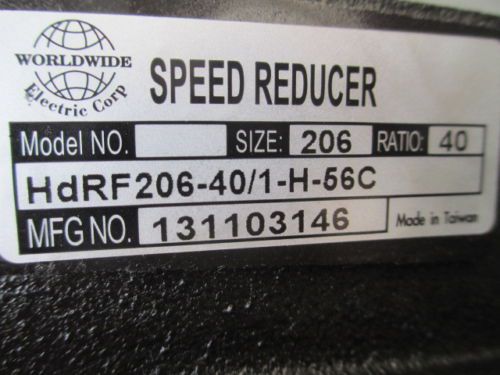 WORLDWIDE
Electric Corp
SPEED REDUCER
Model NO. SIZE: 206 RATIO: 40
HdRF206-40/1-H-56C
MFG NO. 131103146 Made in Taiwan